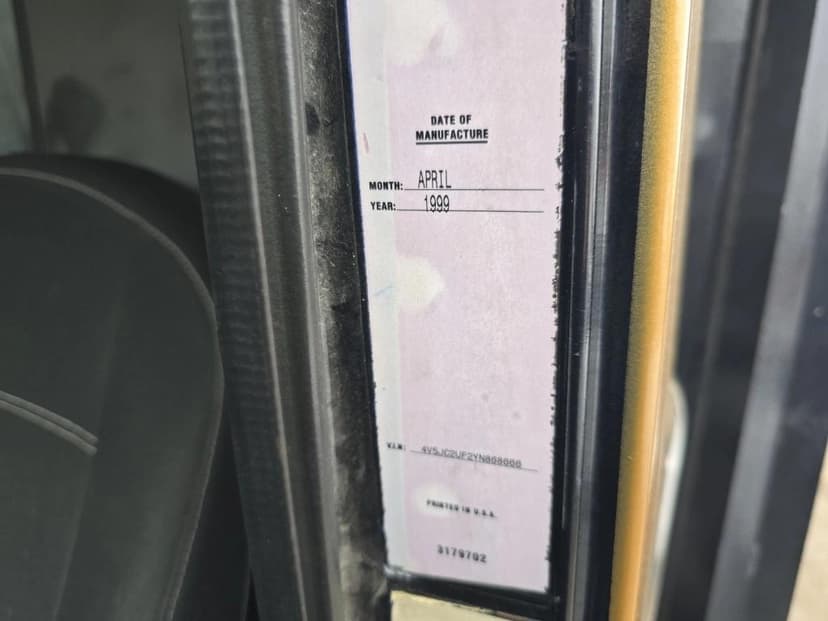 DATE OF
MANUFACTURE
MONTH: APRIL
YEAR: 1999
V.I.N:
PRINTED IN U.S.A.
3179702